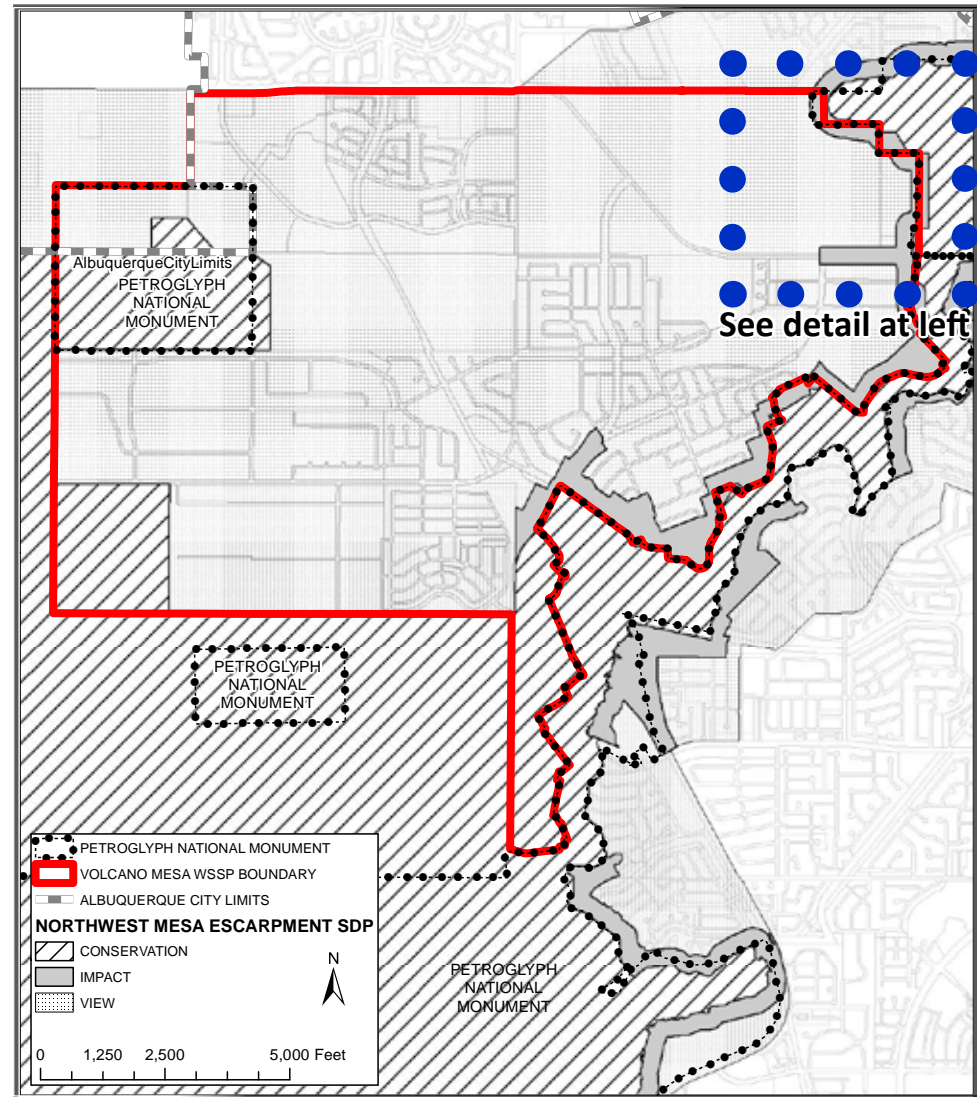 AlbuquerqueCityLimits
PETROGLYPH
NATIONAL
MONUMENT
See detail at left
PETROGLYPH
NATIONAL
MONUMENT
PETROGLYPH NATIONAL MONUMENT
VOLCANO MESA WSSP BOUNDARY
ALBUQUERQUE CITY LIMITS
NORTHWEST MESA ESCARPMENT SDP
CONSERVATION
IMPACT
VIEW
N
0 1,250 2,500 5,000 Feet
PETROGLYPH
NATIONAL
MONUMENT